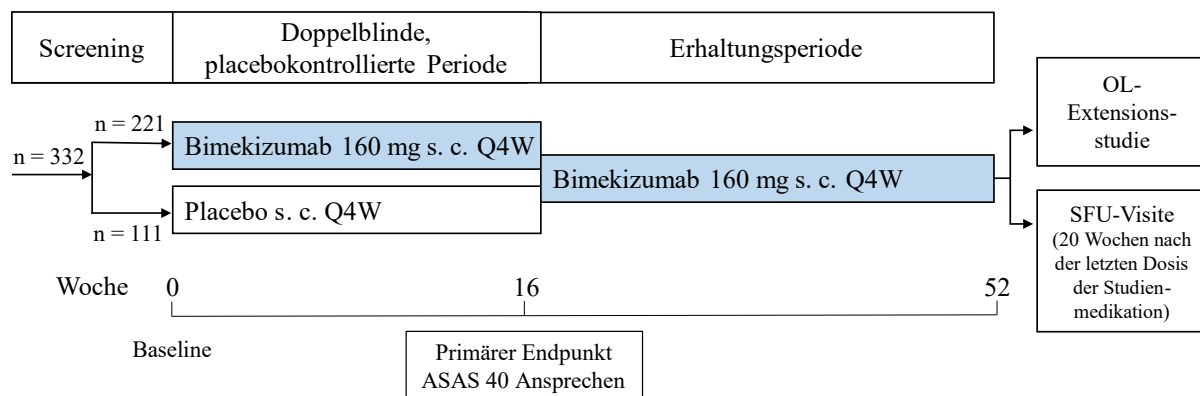 Screening
Doppelblinde,
placebokontrollierte Periode
Erhaltungsperiode
n = 332
n = 221
Bimekizumab 160 mg s. c. Q4W
Placebo s. c. Q4W
n = 111
Bimekizumab 160 mg s. c. Q4W
OL-
Extensions-
studie
SFU-Visite
(20 Wochen nach
der letzten Dosis
der Studien-
medikation)
Woche
0
16
52
Baseline
Primärer Endpunkt
ASAS 40 Ansprechen